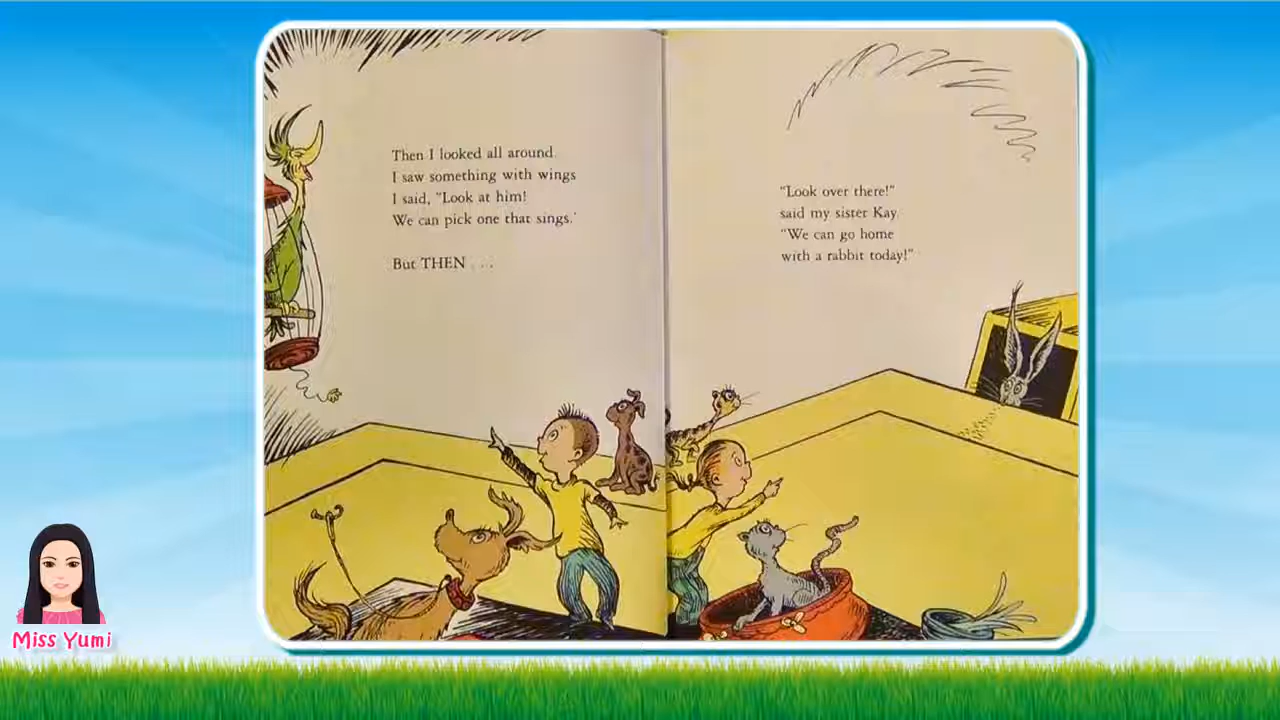 Then I looked all around.
I saw something with wings
I said, "Look at him!
We can pick one that sings.'
But THEN . . .
"Look over there!"
said my sister Kay.
"We can go home
with a rabbit today!"
Miss Yumi